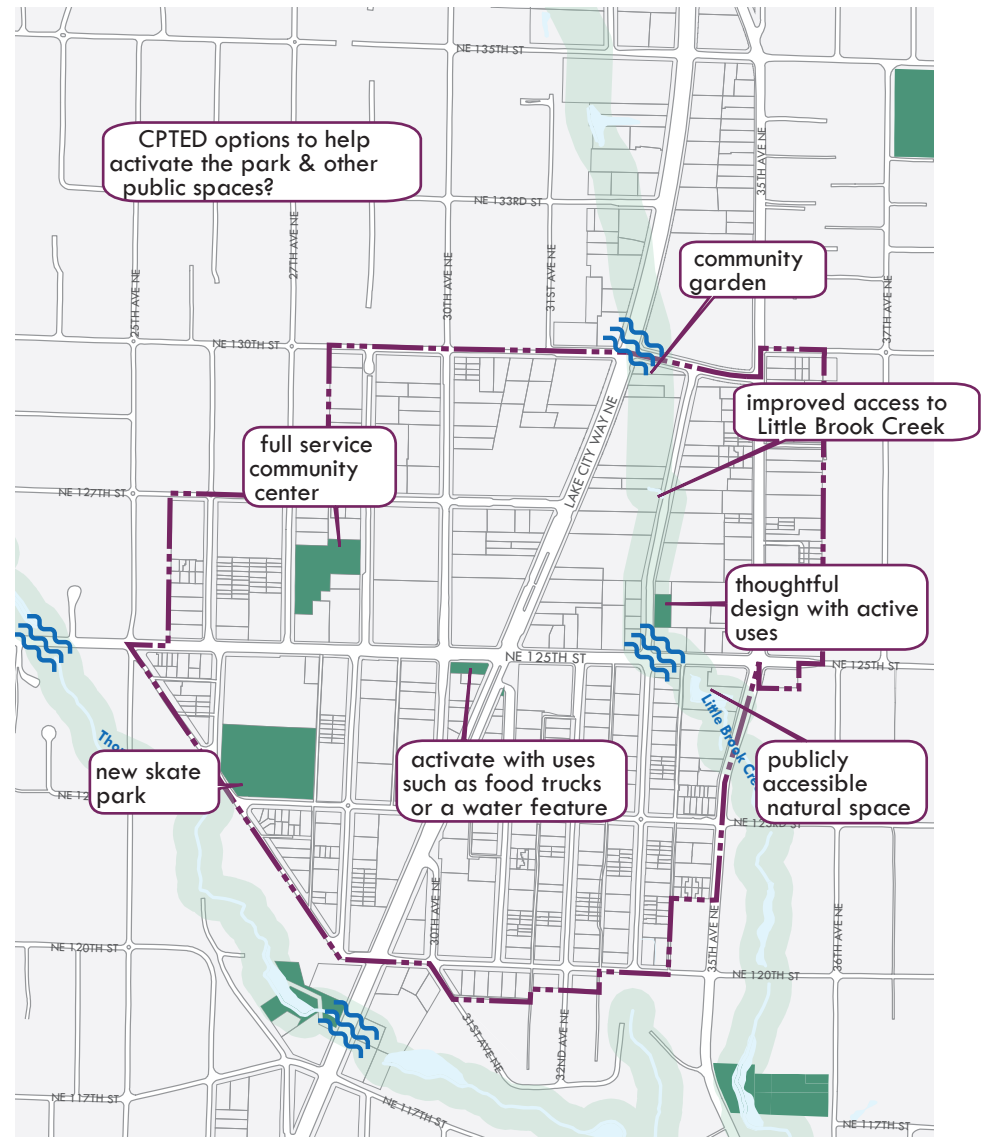 NE 135TH ST
CPTED options to help
activate the park & other
public spaces?
35TH AVE NE
NE 133RD ST
27TH AVE NE
25TH AVE NE
30TH AVE NE
31ST AVE NE
37TH AVE NE
community
garden
NE 130TH ST
improved access to
Little Brook Creek
LAKE CITY WAY NE
full service
community
center
NE 127TH ST
thoughtful
design with active
uses
NE 125TH ST
NE 125TH ST
Little Brook
new skate
park
activate with uses
such as food trucks
or a water feature
publicly
accessible
natural space
30TH AVE NE
35TH AVE NE
36TH AVE NE
NE 120TH ST
NE 120TH ST
31ST AVE NE
32ND AVE NE
NE 117TH ST
NE 117TH ST
NE 117TH ST